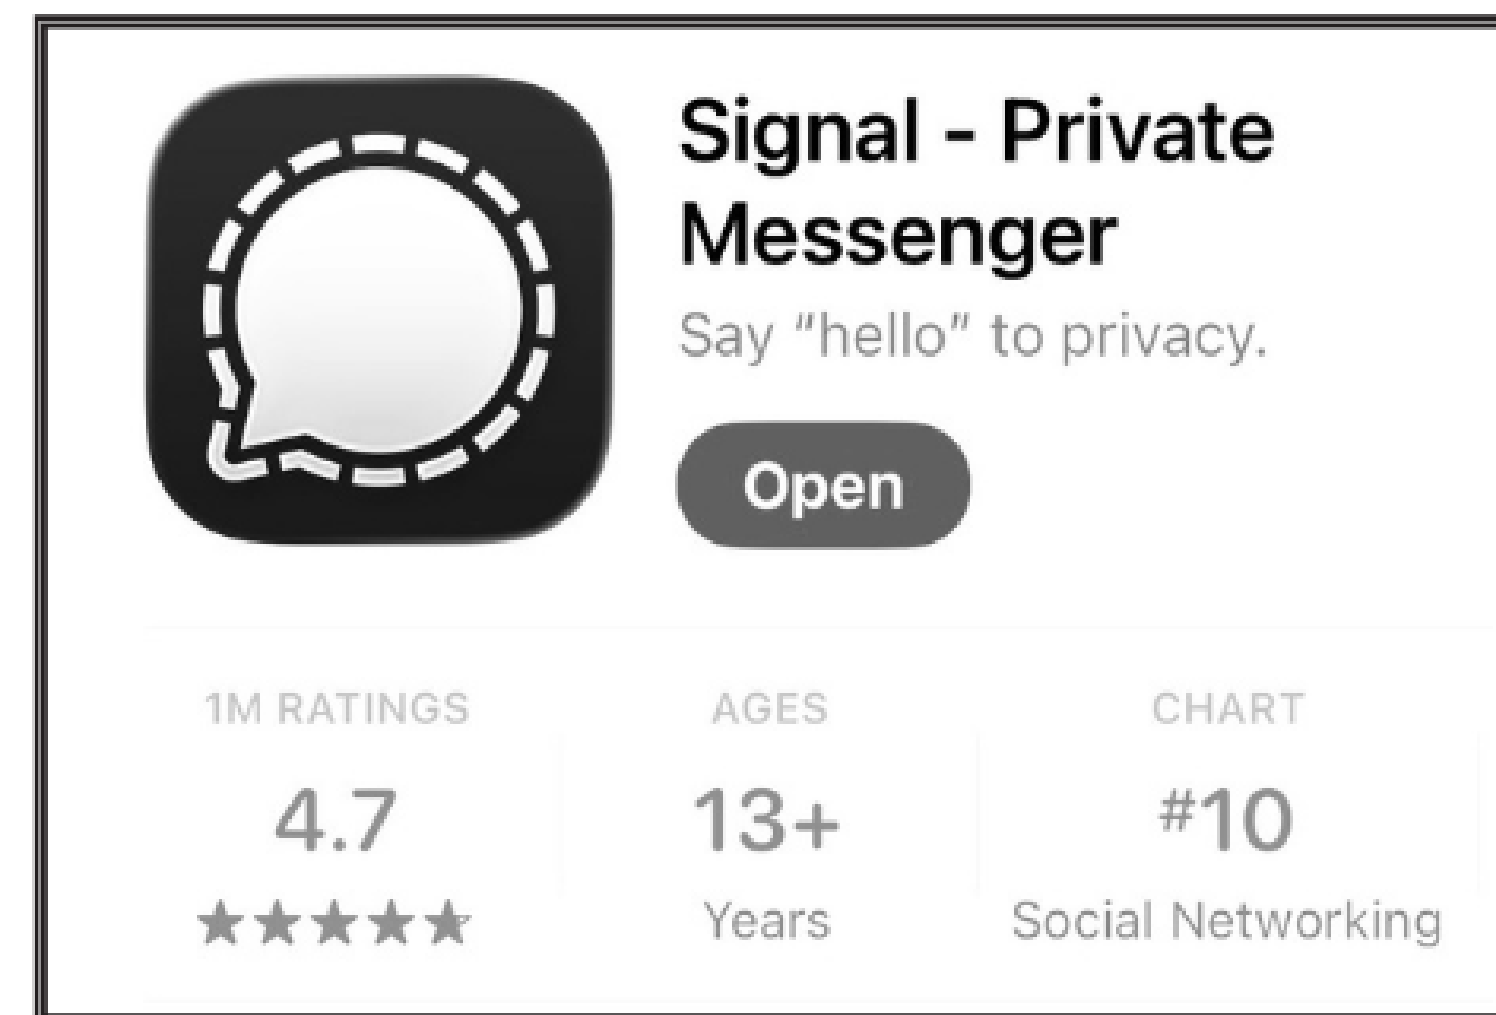 Signal - Private
Messenger
Say “hello” to privacy.
Open
1M RATINGS
AGES
CHART
4.7
13+
#10
Years
Social Networking